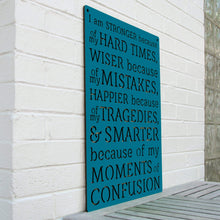 I am STRONGER because
of my HARD TIMES,
WISER because
of my MISTAKES,
HAPPIER because
of my TRAGEDIES,
& SMARTER
because of my
MOMENTS of
CONFUSION